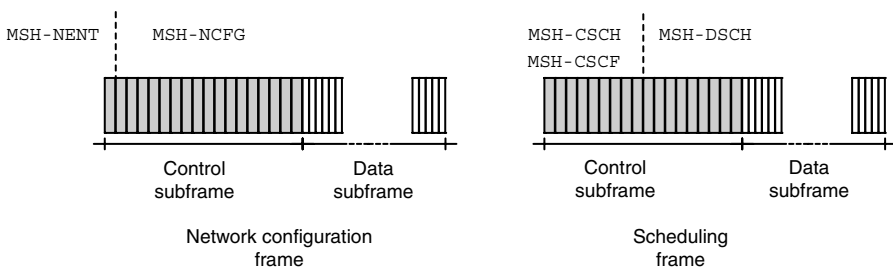 MSH-NENT
MSH-NCFG
Control
subframe
Data
subframe
Network configuration
frame
MSH-CSCH
MSH-CSCF
MSH-DSCH
Control
subframe
Data
subframe
Scheduling
frame